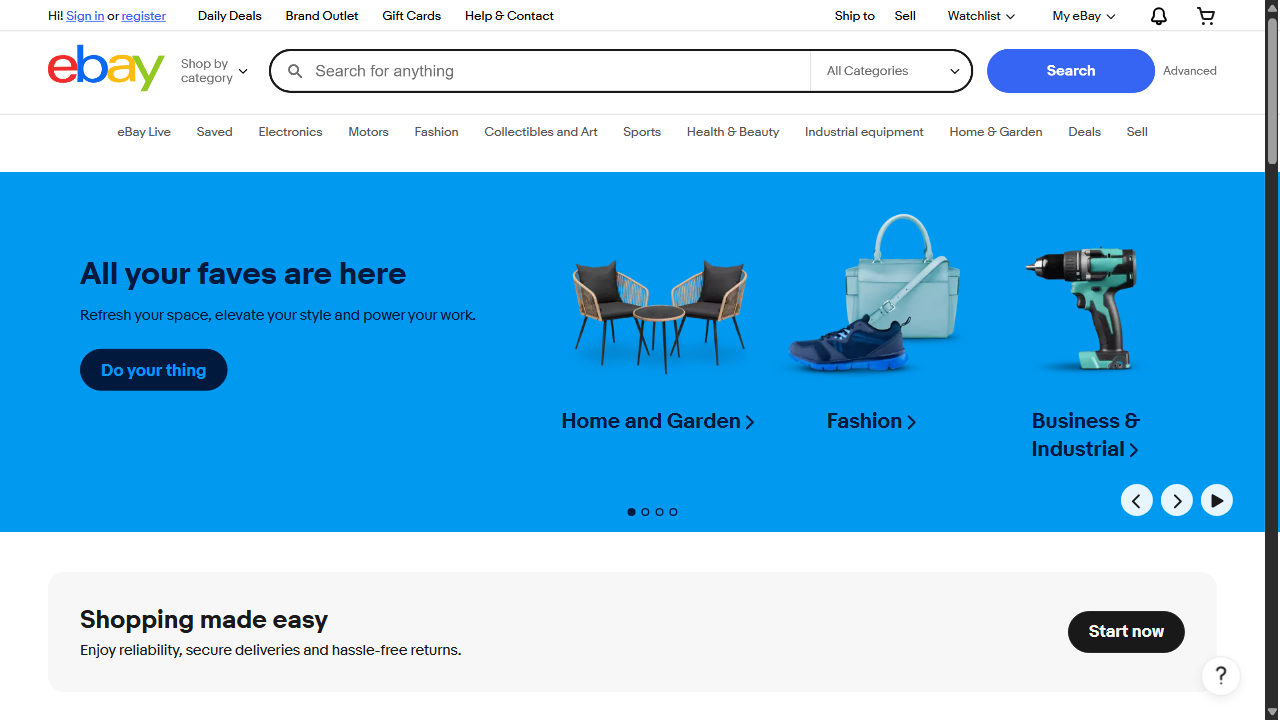 Hi! Sign in or register
Daily Deals
Brand Outlet
Gift Cards
Help & Contact
Ship to
Sell
Watchlist
My eBay
ebay
Shop by
category
Search for anything
All Categories
Search
Advanced
eBay Live
Saved
Electronics
Motors
Fashion
Collectibles and Art
Sports
Health & Beauty
Industrial equipment
Home & Garden
Deals
Sell
All your faves are here
Refresh your space, elevate your style and power your work.
Do your thing
Home and Garden
Fashion
Business &
Industrial
Shopping made easy
Enjoy reliability, secure deliveries and hassle-free returns.
Start now
?